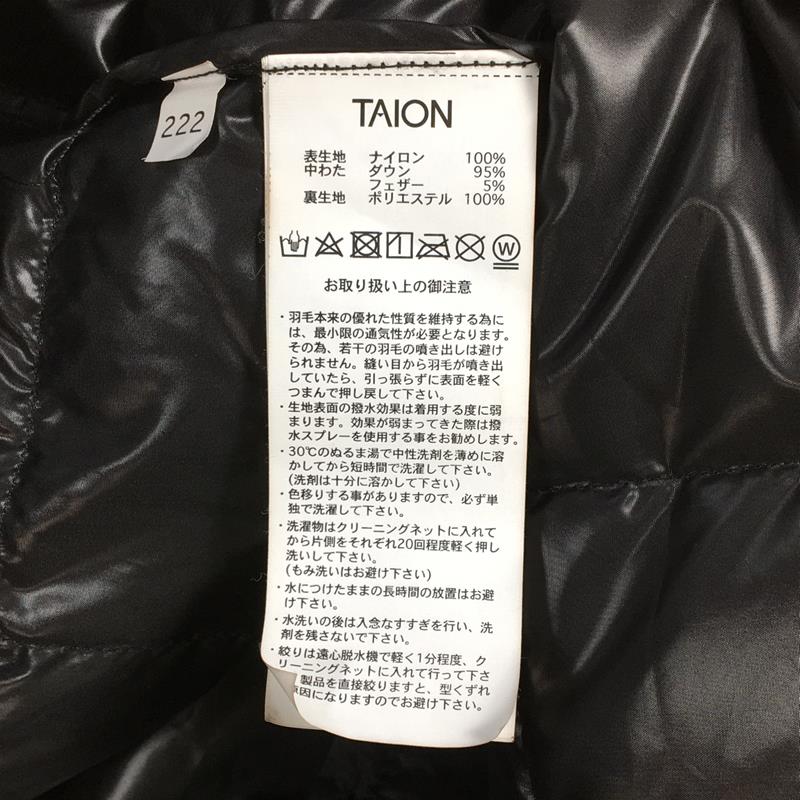 222
TAION
表生地 ナイロン 100%
中わた ダウン 95%
フェザー 5%
裏生地 ポリエステル 100%
W
お取り扱い上の御注意
・羽毛本来の優れた性質を維持する為に
は、最小限の通気性が必要となります。
その為、若干の羽毛の噴き出しは避け
られません。縫い目から羽毛が噴き出
していたら、引っ張らずに表面を軽く
つまんで押し戻して下さい。
・生地表面の撥水効果は着用する度に弱
まります。効果が弱まってきた際は撥
水スプレーを使用する事をお勧めします。
・30℃のぬるま湯で中性洗剤を薄めに溶
かしてから短時間で洗濯して下さい。
(洗剤は十分に溶かして下さい)
・色移りする事がありますので、必ず単
独で洗濯して下さい。
・洗濯物はクリーニングネットに入れて
から片側をそれぞれ20回程度軽く押し
洗いして下さい。
(もみ洗いはお避け下さい)
・水につけたままの長時間の放置はお避
け下さい。
・水洗いの後は入念なすすぎを行い、洗
剤を残さないで下さい。
・絞りは遠心脱水機で軽く1分程度、ク
リーニングネットに入れて行って下さ
製品を直接絞りますと、型くずれ
原因になりますのでお避け下さい。